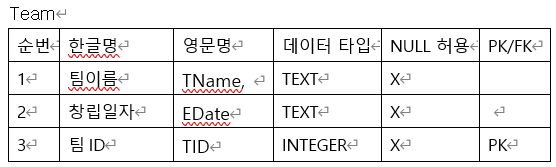 Team
순번 한글명 영문명 데이터 타입 NULL 허용 PK/FK
1 팀이름 TName, TEXT X
2 창립일자 EDate TEXT X
3 팀 ID TID INTEGER X PK